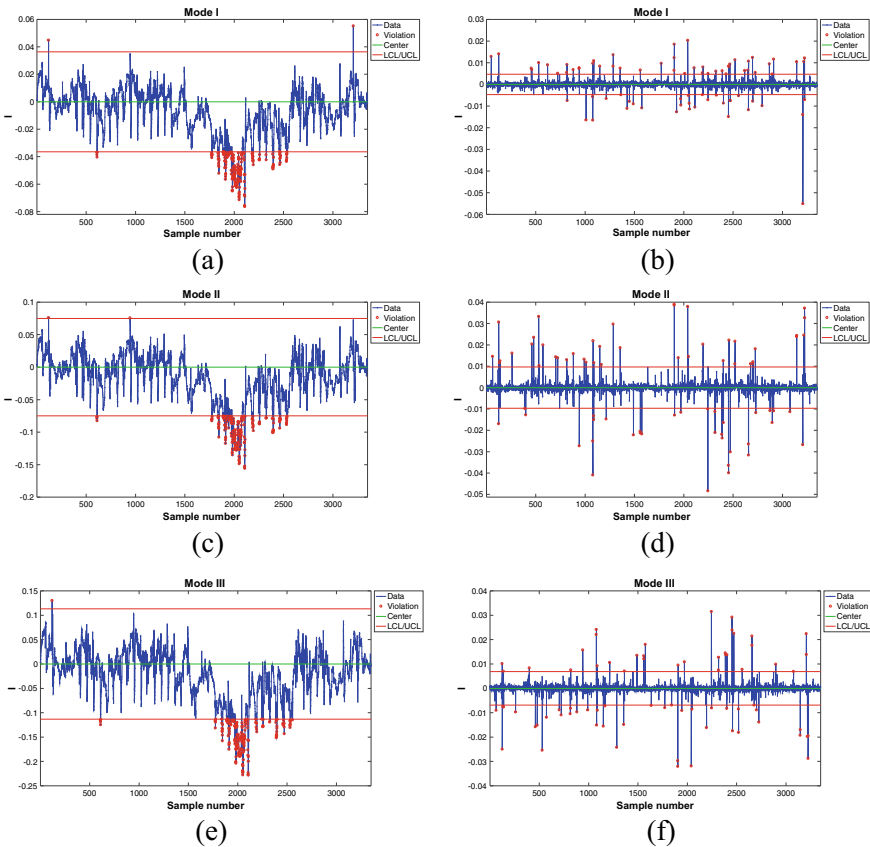 Mode I
0.06
0.04
0.02
0
-0.02
-0.04
-0.06
-0.08
I
500 1000 1500 2000 2500 3000
Sample number
Data
Violation
Center
LCL/UCL
(a)
Mode I
0.03
0.02
0.01
0
-0.01
-0.02
-0.03
-0.04
-0.05
-0.06
I
500 1000 1500 2000 2500 3000
Sample number
Data
Violation
Center
LCL/UCL
(b)
Mode II
0.1
0.05
0
-0.05
-0.1
-0.15
-0.2
I
500 1000 1500 2000 2500 3000
Sample number
Data
Violation
Center
LCL/UCL
(c)
Mode II
0.04
0.03
0.02
0.01
0
-0.01
-0.02
-0.03
-0.04
-0.05
I
500 1000 1500 2000 2500 3000
Sample number
Data
Violation
Center
LCL/UCL
(d)
Mode III
0.15
0.1
0.05
0
-0.05
-0.1
-0.15
-0.2
-0.25
I
500 1000 1500 2000 2500 3000
Sample number
Data
Violation
Center
LCL/UCL
(e)
Mode III
0.04
0.03
0.02
0.01
0
-0.01
-0.02
-0.03
-0.04
I
500 1000 1500 2000 2500 3000
Sample number
Data
Violation
Center
LCL/UCL
(f)